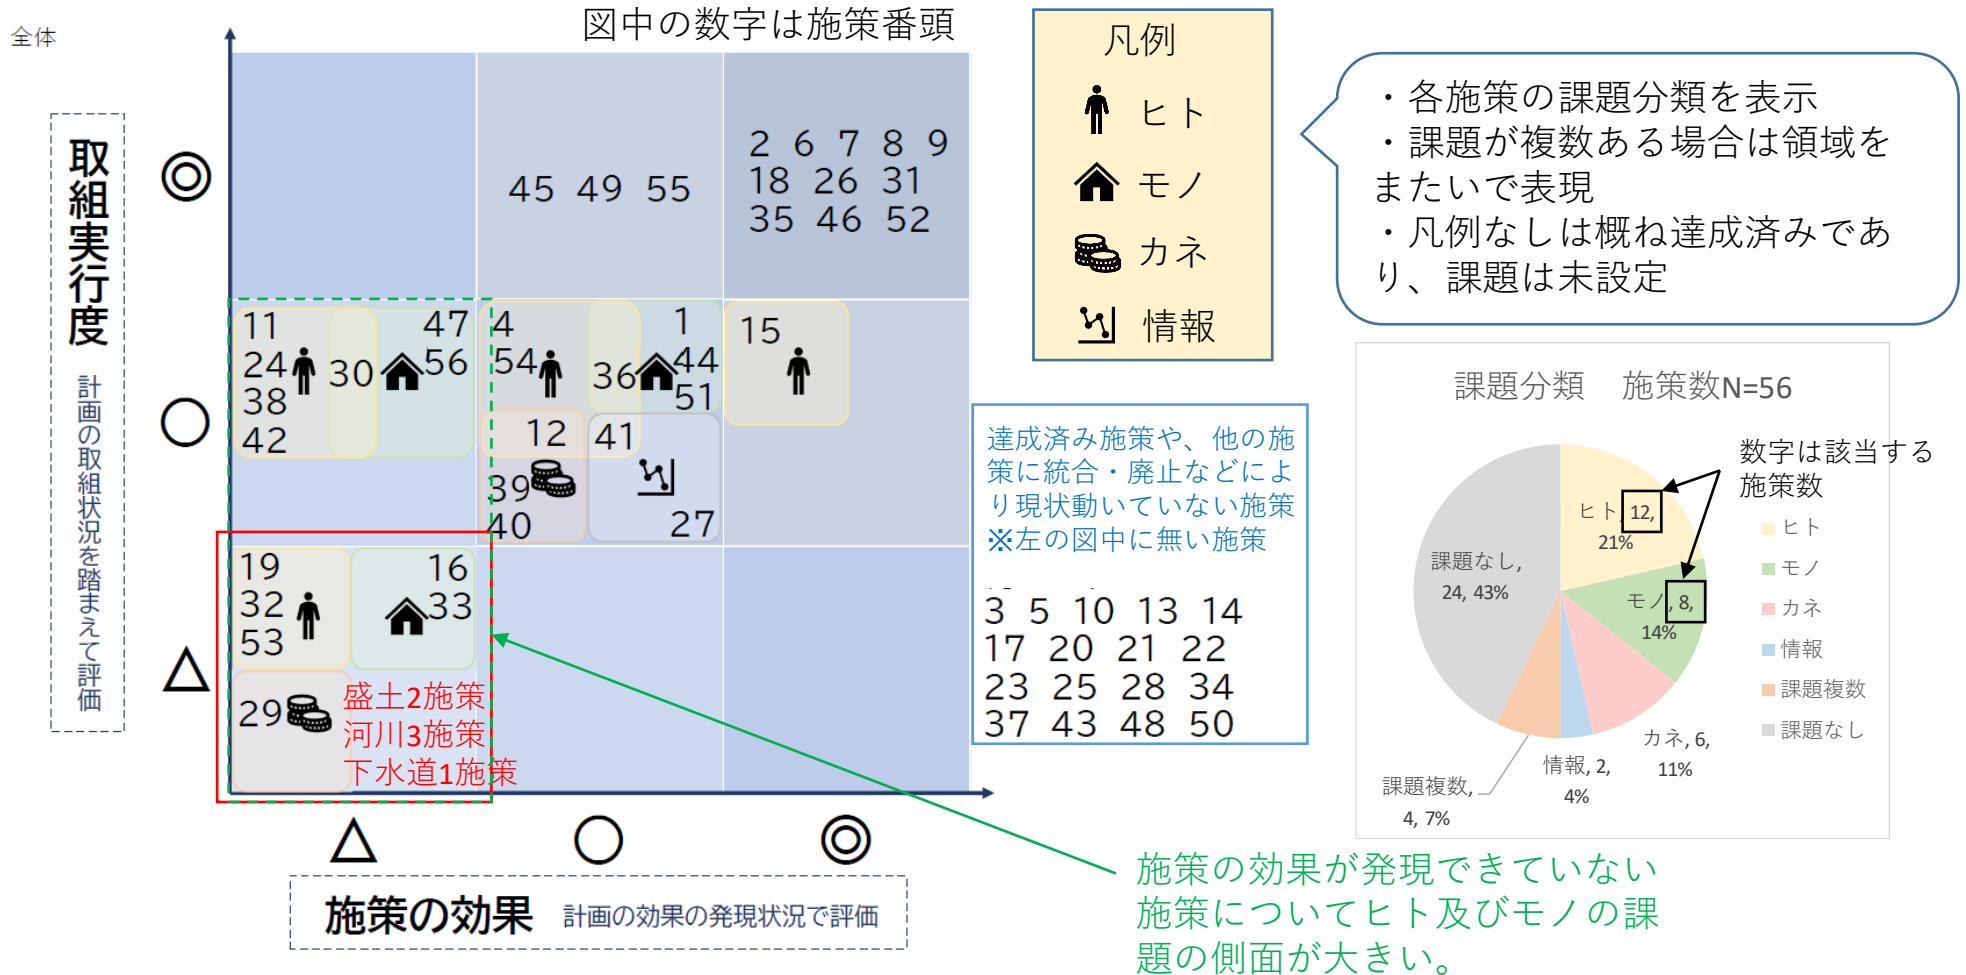 全体
図中の数字は施策番頭
取組実行度
計画の取組状況を踏まえて評価
◎
○
△
45 49 55
2 6 7 8 9
18 26 31
35 46 52
11
24
38
42
30
47
56
4
54
36
1
44
51
12
41
39
40
27
15
19
32
53
16
33
29
盛土2施策
河川3施策
下水道1施策
△
○
◎
施策の効果 計画の効果の発現状況で評価
凡例
ヒト
モノ
カネ
情報
・各施策の課題分類を表示
・課題が複数ある場合は領域を
またいで表現
・凡例なしは概ね達成済みであ
り、課題は未設定
達成済み施策や、他の施
策に統合・廃止などによ
り現状動いていない施策
※左の図中に無い施策
3 5 10 13 14
17 20 21 22
23 25 28 34
37 43 48 50
課題分類 施策数N=56
数字は該当する
施策数
ヒト, 12,
21%
モノ, 8,
14%
カネ, 6,
11%
情報, 2,
4%
課題複数,
4, 7%
課題なし,
24, 43%
ヒト
モノ
カネ
情報
課題複数
課題なし
施策の効果が発現できていない
施策についてヒト及びモノの課
題の側面が大きい。